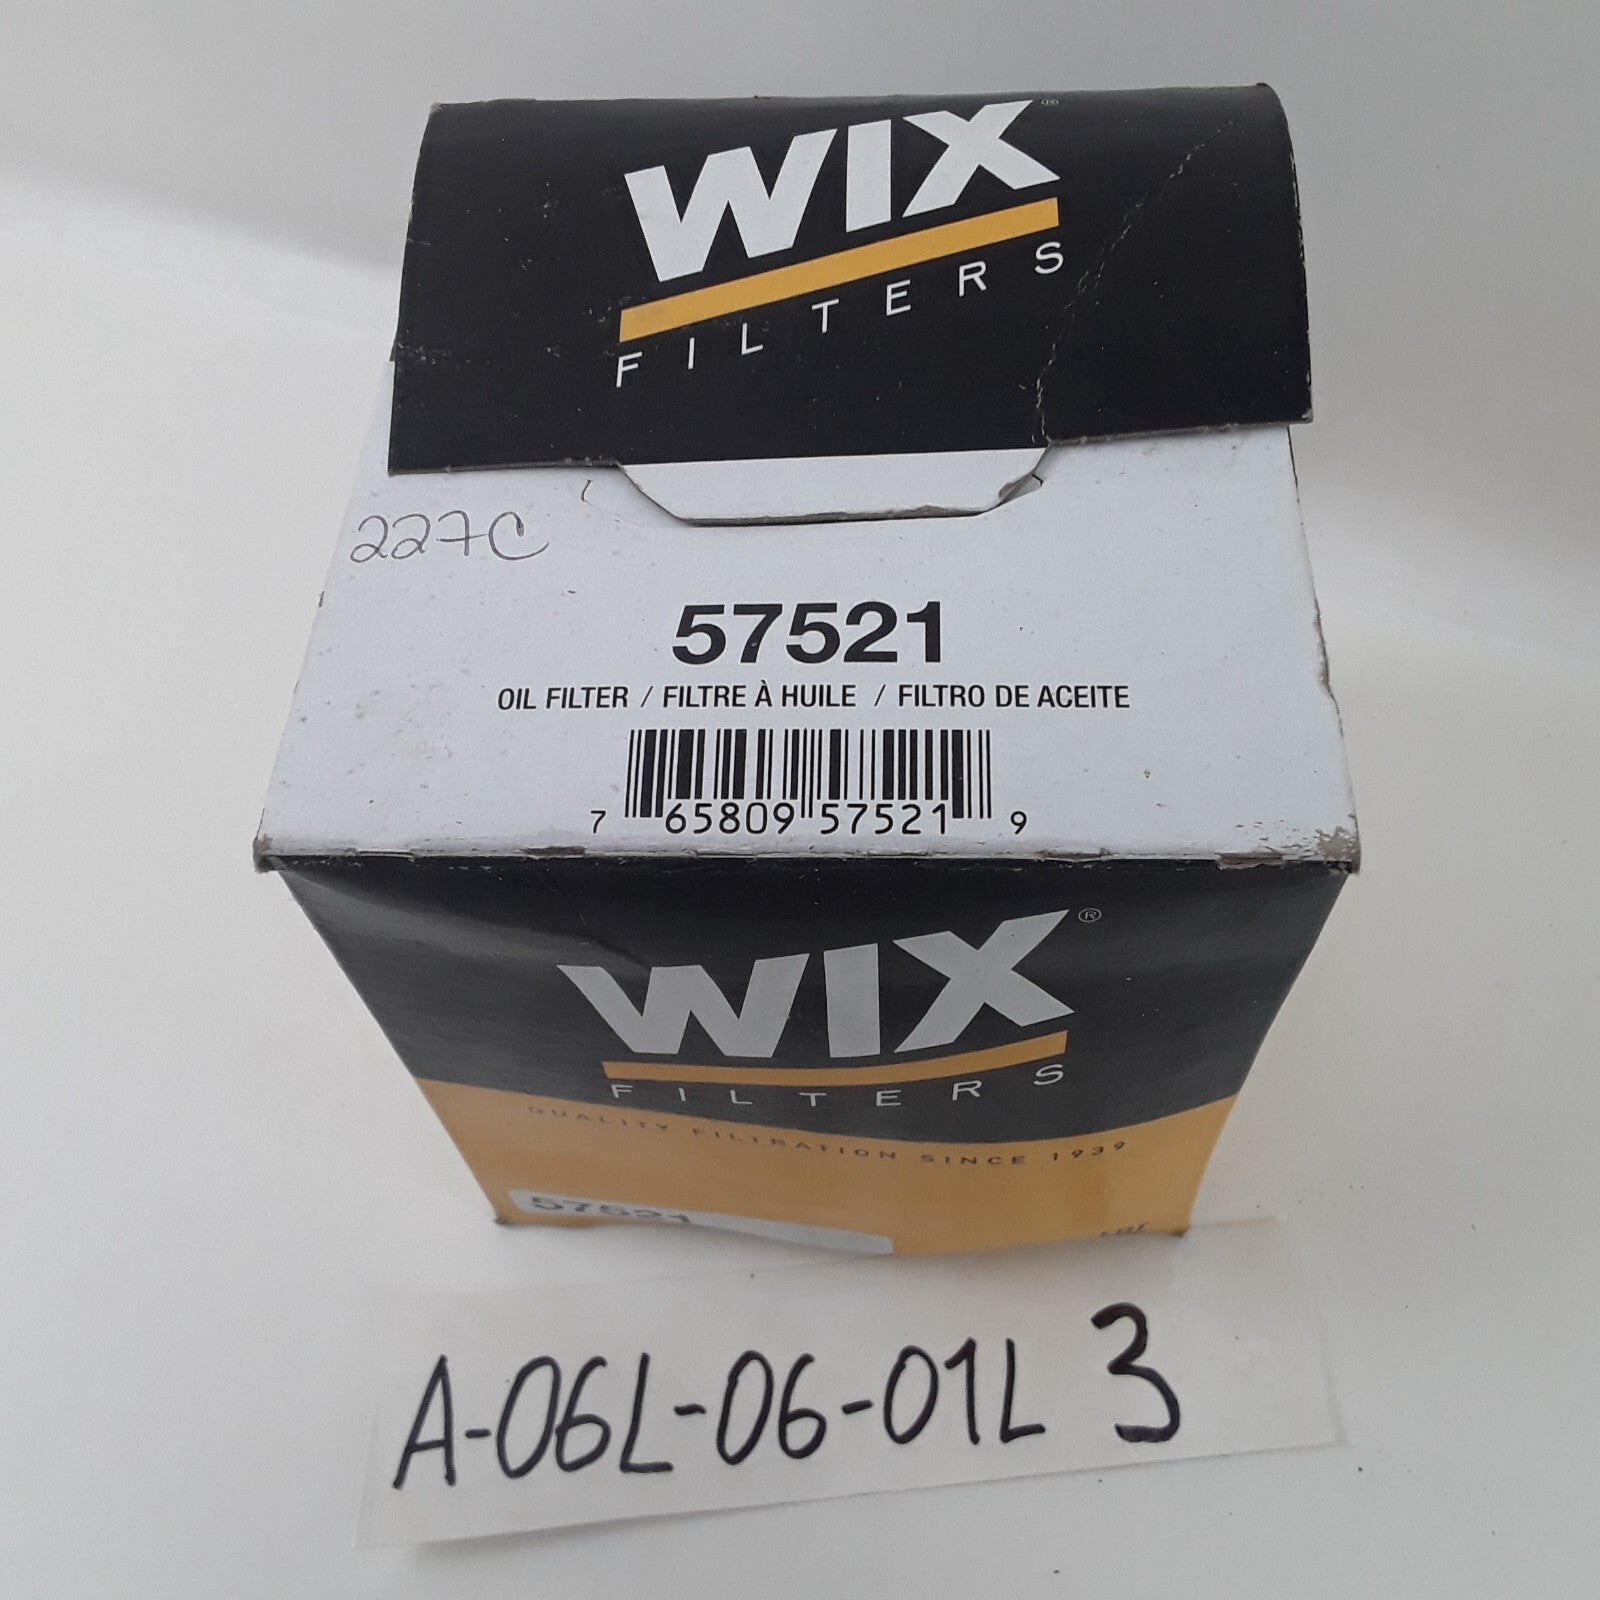 WIX®
FILTERS
227C
57521
OIL FILTER / FILTRE À HUILE / FILTRO DE ACEITE
7 65809 57521 9
WIX®
FILTERS
QUALITY FILTRATION SINCE 1939
57521
A-06L-06-01L 3